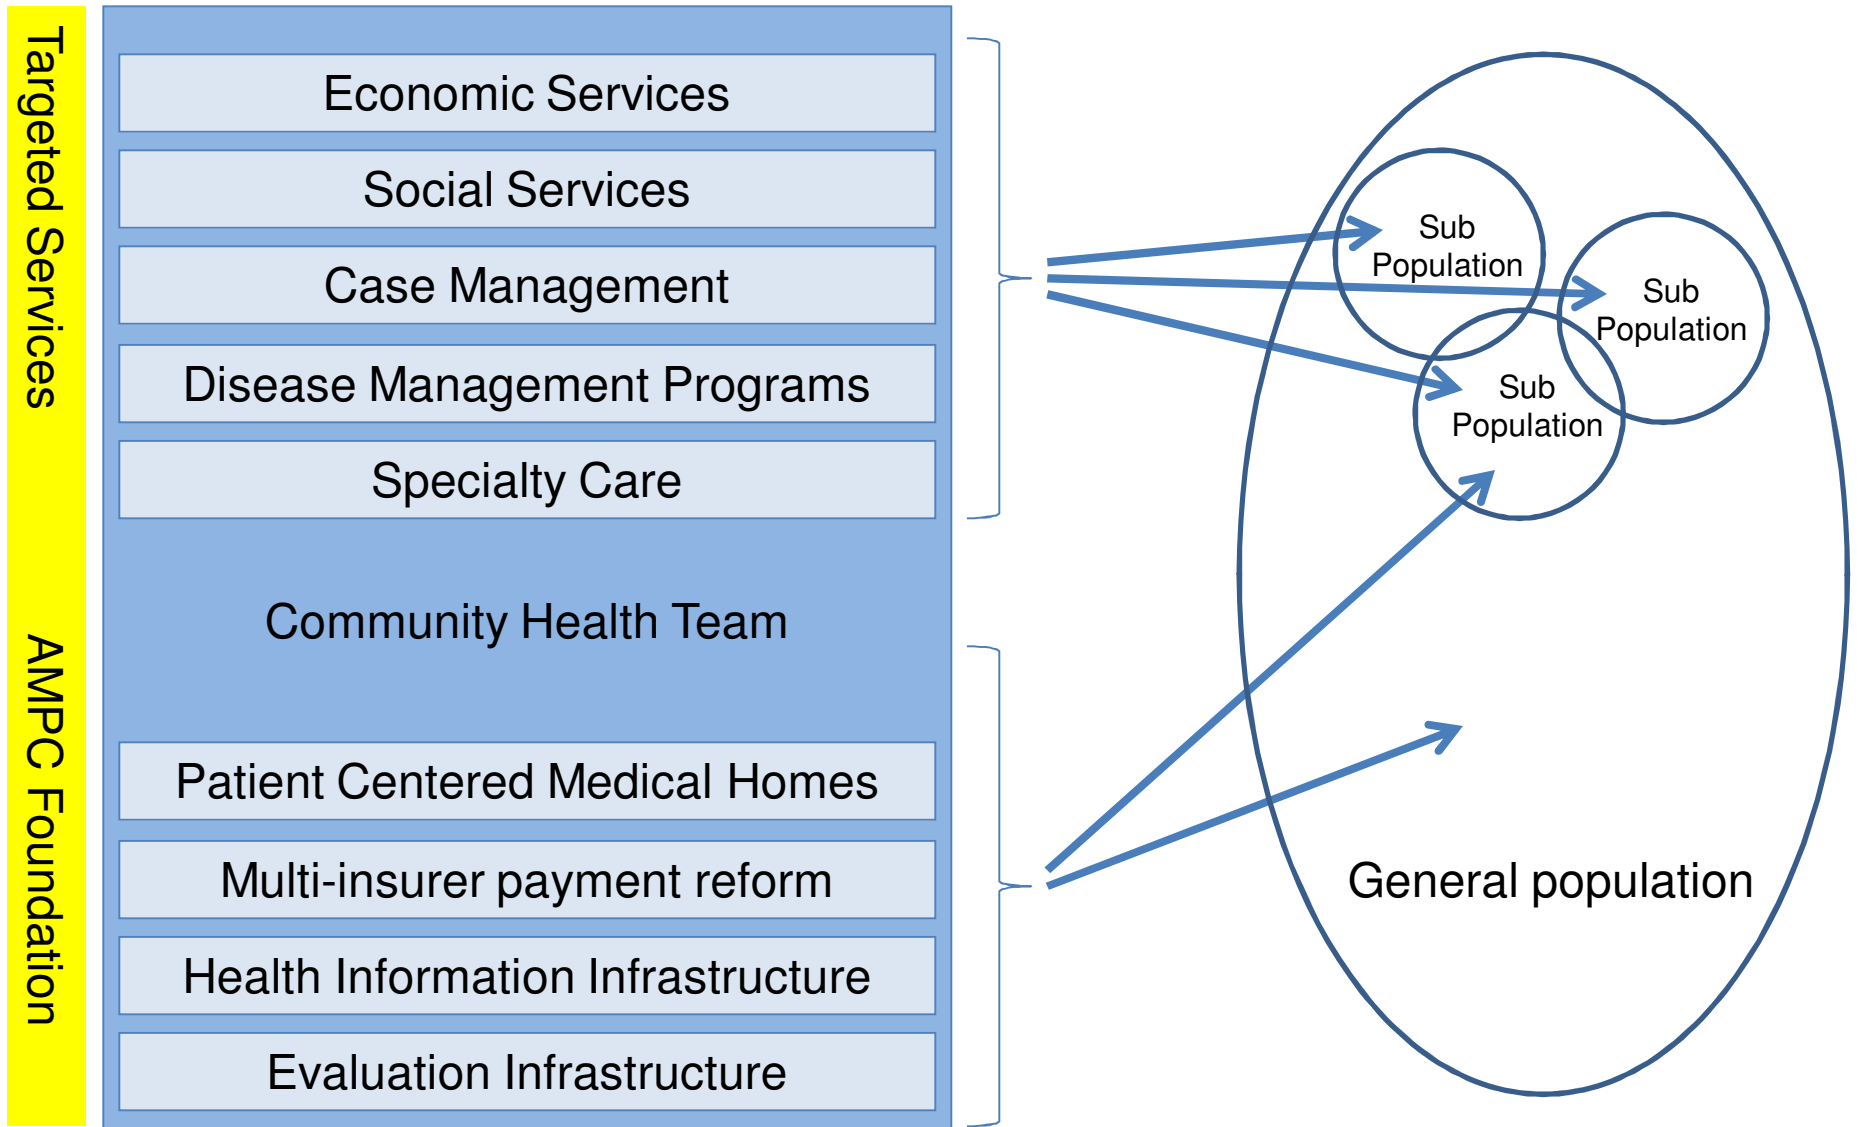 Targeted Services
AMPC Foundation
Economic Services
Social Services
Case Management
Disease Management Programs
Specialty Care
Community Health Team
Patient Centered Medical Homes
Multi-insurer payment reform
Health Information Infrastructure
Evaluation Infrastructure
Sub
Population
Sub
Population
Sub
Population
General population